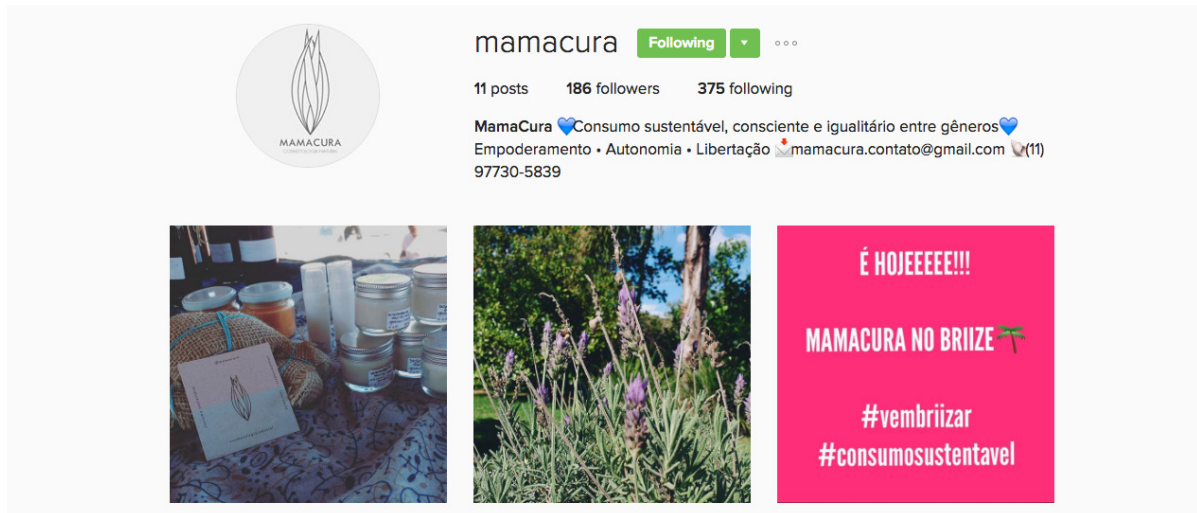 mamacura Following
11 posts 186 followers 375 following
MamaCura 💙Consumo sustentável, consciente e igualitário entre gêneros💙
Empoderamento • Autonomia • Libertação 📩mamacura.contato@gmail.com 🐚(11)
97730-5839
MAMACURA
É HOJEEEEE!!!
MAMACURA NO BRIIZE🌴
#vembriizar
#consumosustentavel